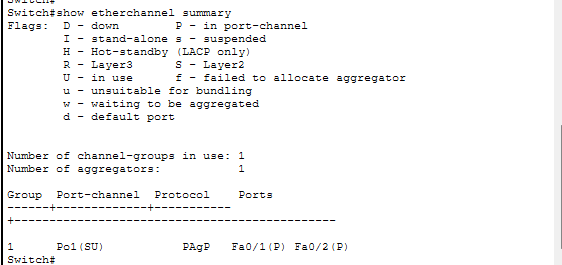 Switch#
Switch#show etherchannel summary
Flags:  D - down        P - in port-channel
        I - stand-alone s - suspended
        H - Hot-standby (LACP only)
        R - Layer3      S - Layer2
        U - in use      f - failed to allocate aggregator
        u - unsuitable for bundling
        w - waiting to be aggregated
        d - default port
Number of channel-groups in use: 1
Number of aggregators:           1
Group  Port-channel  Protocol    Ports
------+-------------+-----------
+----------------------------------------------
1      Po1(SU)           PAgP   Fa0/1(P) Fa0/2(P)
Switch#